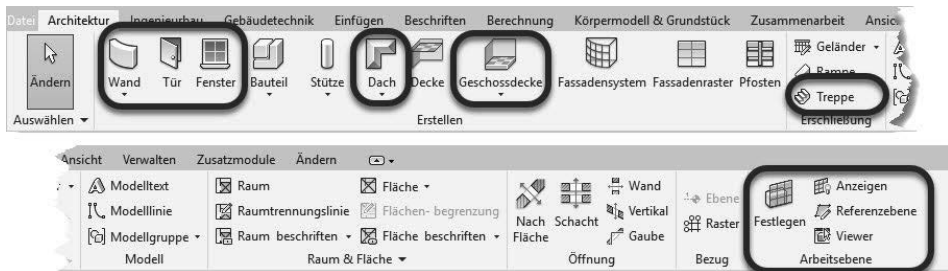 Datei Architektur Ingenieurbau Gebäudetechnik Einfügen Beschriften Berechnung Körpermodell & Grundstück Zusammenarbeit Ansic
Ändern Wand Tür Fenster Bauteil Stütze Dach Decke Geschossdecke Fassadensystem Fassadenraster Pfosten
Geländer
Rampe
Treppe
Auswählen Erstellen Erschließung
Ansicht Verwalten Zusatzmodule Ändern
Modelltext Raum Fläche
Modelllinie Raumtrennungslinie Flächen- begrenzung
Modellgruppe Raum beschriften Fläche beschriften
Nach Fläche
Schacht
Wand
Vertikal
Gaube
Ebene
Raster
Festlegen
Anzeigen
Referenzebene
Viewer
Modell Raum & Fläche Öffnung Bezug Arbeitsebene